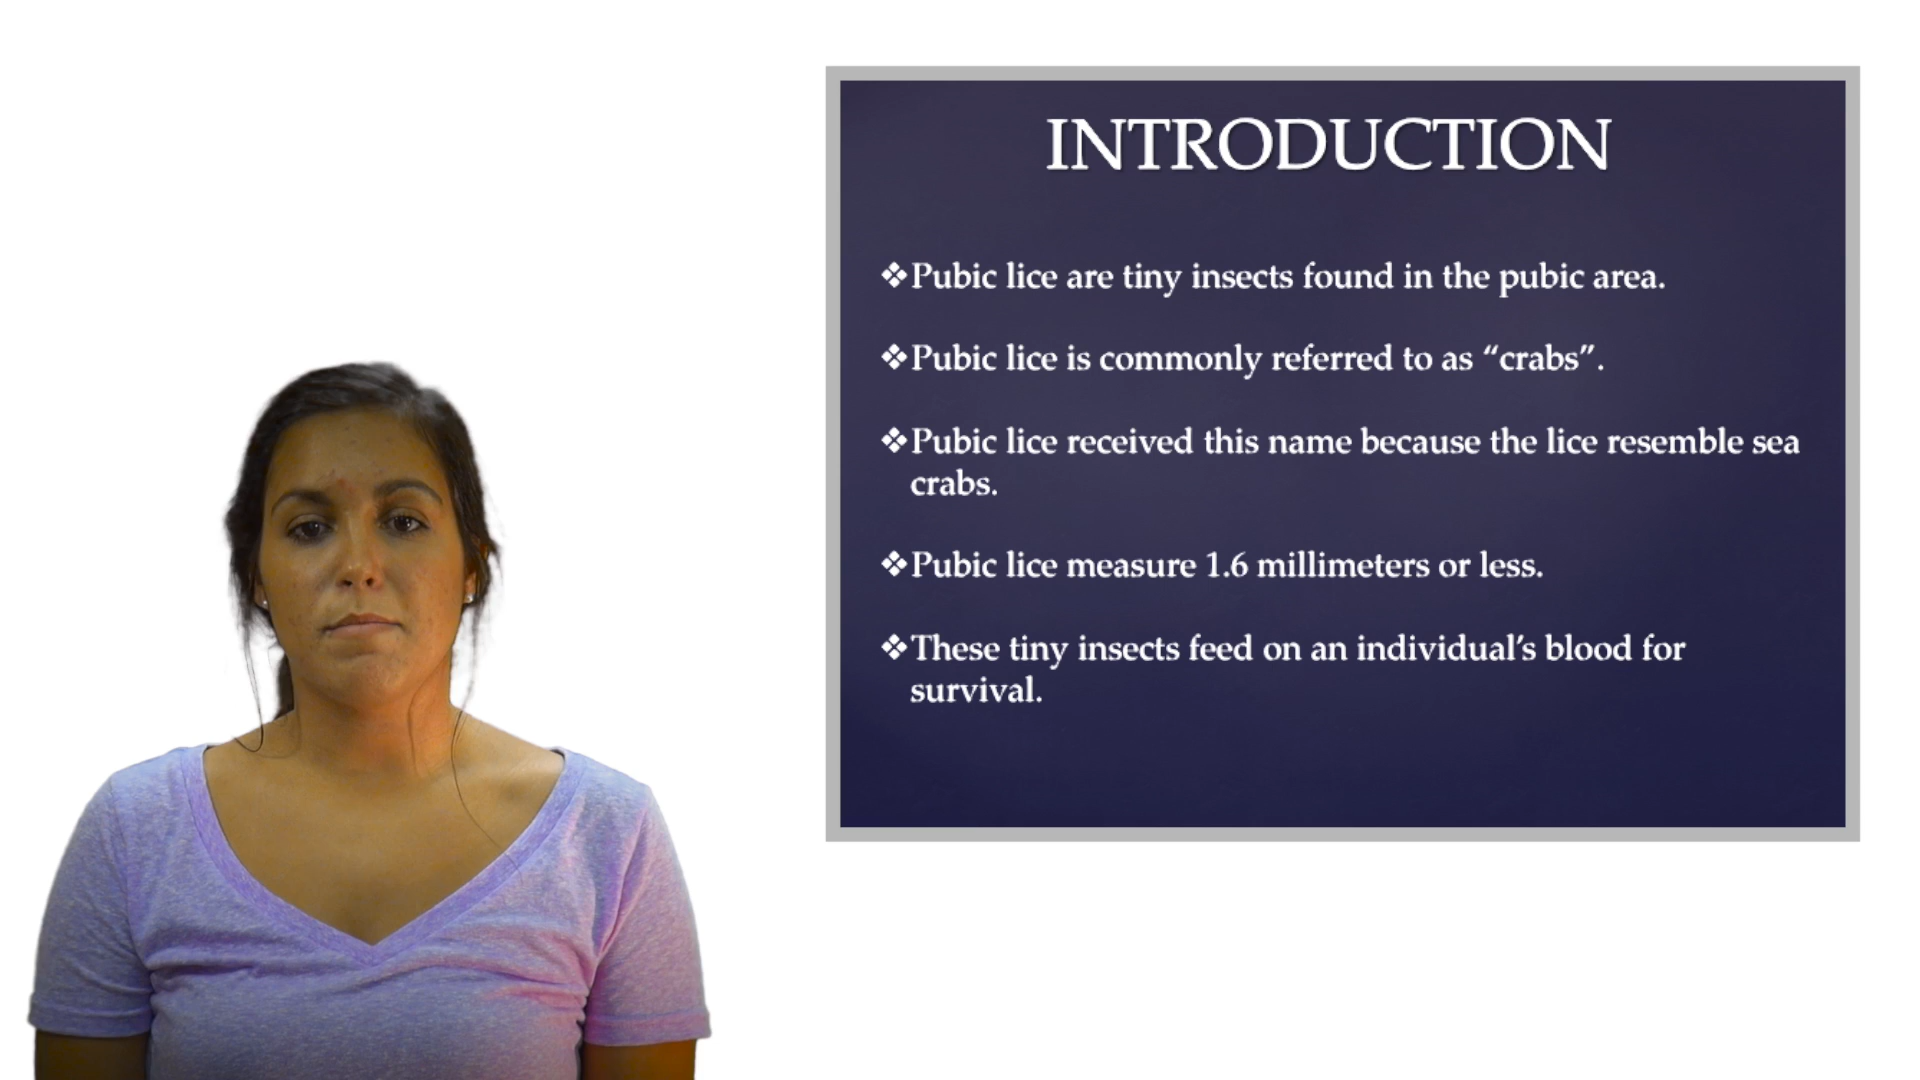 INTRODUCTION
❖Pubic lice are tiny insects found in the pubic area.
❖Pubic lice is commonly referred to as “crabs”.
❖Pubic lice received this name because the lice resemble sea
crabs.
❖Pubic lice measure 1.6 millimeters or less.
❖These tiny insects feed on an individual’s blood for
survival.